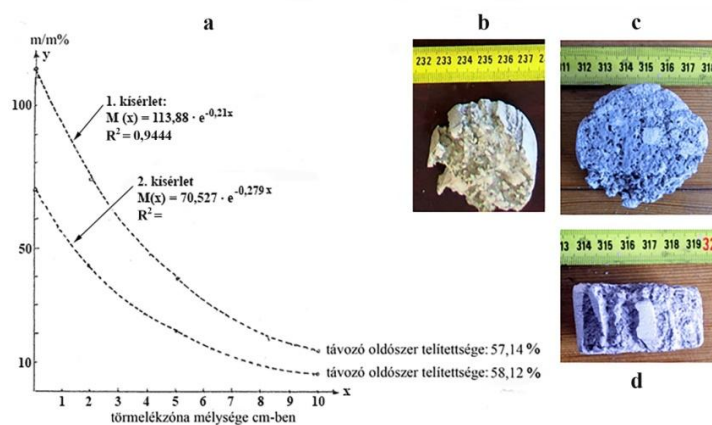 a
b
c
m/m%
y
100
50
10
1. kísérlet:
M (x) = 113,88 · e-0,21x
R2 = 0,9444
2. kísérlet
M(x) = 70,527 · e-0,279 x
R2 =
távozó oldószer telítettsége: 57,14 %
távozó oldószer telítettsége: 58,12 %
1 2 3 4 5 6 7 8 9 10 x
törmelékzóna mélysége cm-ben
232 233 234 235 236 237
311 312 313 314 315 316 317 318
13 314 315 316 317 318 319 32
d